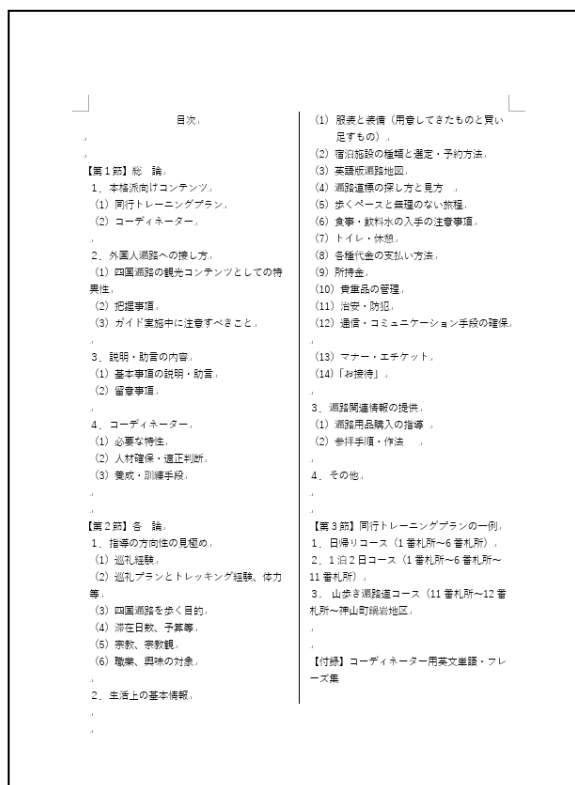 目次
【第１節】総　論
１．本格派向けコンテンツ
（1）同行トレーニングプラン
（2）コーディネーター
２．外国人遍路への接し方
（1）四国遍路の観光コンテンツとしての特
異性
（2）把握事項
（3）ガイド実施中に注意すべきこと
３．説明・助言の内容
（1）基本事項の説明・助言
（2）留意事項
４．コーディネーター
（1）必要な特性
（2）人材確保・適正判断
（3）養成・訓練手段
【第２節】各　論
１．指導の方向性の見極め
（1）巡礼経験
（2）巡礼プランとトレッキング経験、体力
等
（3）四国遍路を歩く目的
（4）滞在日数、予算等
（5）宗教、宗教観
（6）職業、興味の対象
２．生活上の基本情報
（1）服装と装備（用意してきたものと買い
足すもの）
（2）宿泊施設の種類と選定・予約方法
（3）英語版遍路地図
（4）遍路道標の探し方と見方
（5）歩くペースと無理のない旅程
（6）食事・飲料水の入手の注意事項
（7）トイレ・休憩
（8）各種代金の支払い方法
（9）所持金
（10）貴重品の管理
（11）治安・防犯
（12）通信・コミュニケーション手段の確保
（13）マナー・エチケット
（14）「お接待」
３．遍路関連情報の提供
（1）遍路用品購入の指導
（2）参拝手順・作法
４．その他
【第３節】同行トレーニングプランの一例
１．日帰りコース（１番札所～６番札所）
２．１泊２日コース（１番札所～６番札所～
11番札所）
３．山歩き遍路道コース（11番札所～12番
札所～神山町鍋岩地区
【付録】コーディネーター用英文単語・フレ
ーズ集